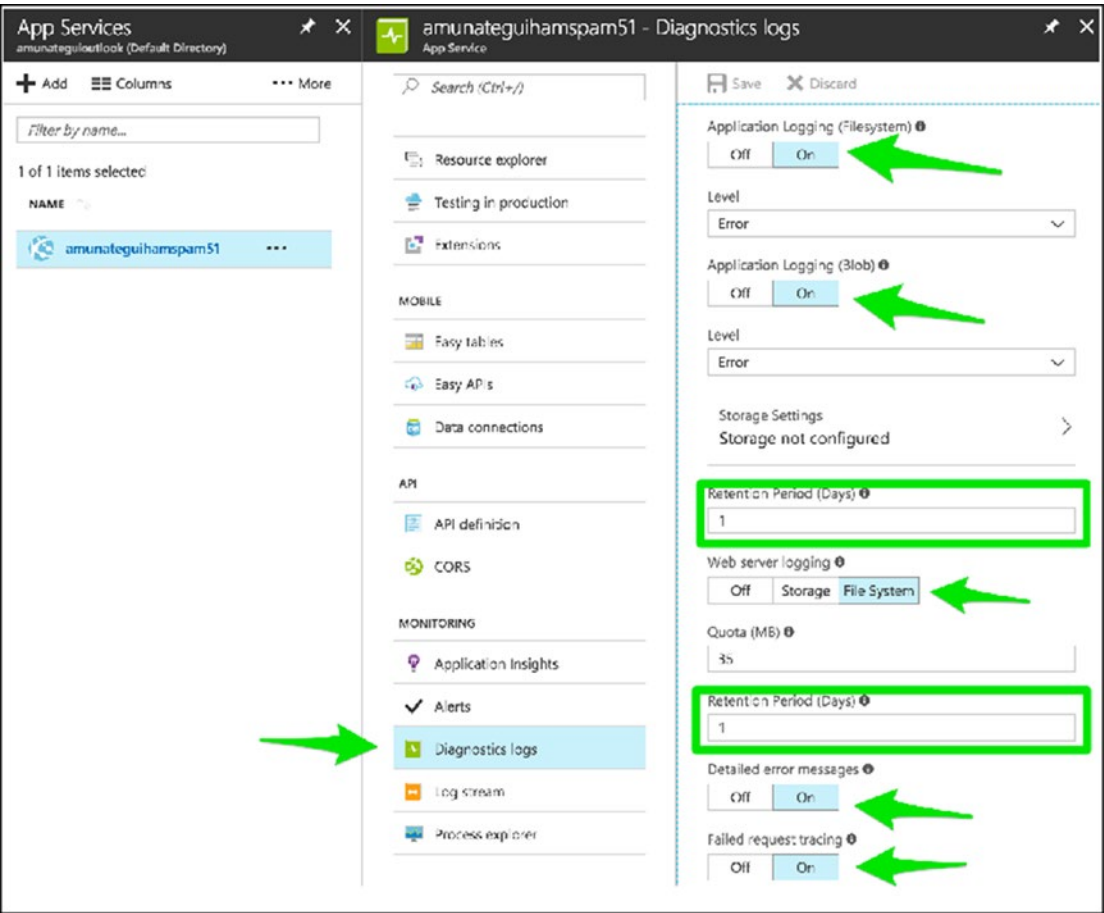 App Services
amunateguioutlook (Default Directory)
Add
Columns
More
Filter by name...
1 of 1 items selected
NAME
amunateguihamspam51
amunateguihamspam51 - Diagnostics logs
App Service
Search (Ctrl+/)
Resource explorer
Testing in production
Extensions
MOBILE
Easy tables
Easy APIs
Data connections
API
API definition
CORS
MONITORING
Application Insights
Alerts
Diagnostics logs
Log stream
Process explorer
Save
Discard
Application Logging (Filesystem)
Off On
Level
Error
Application Logging (Blob)
Off On
Level
Error
Storage Settings
Storage not configured
Retention Period (Days)
1
Web server logging
Off Storage File System
Quota (MB)
35
Retention Period (Days)
1
Detailed error messages
Off On
Failed request tracing
Off On